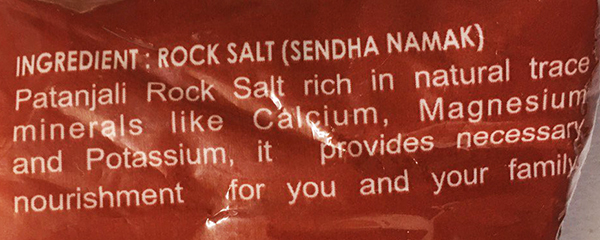 INGREDIENT : ROCK SALT (SENDHA NAMAK)
Patanjali Rock Salt rich in natural trace
minerals like Calcium, Magnesium
and Potassium, it provides necessary
nourishment for you and your family.